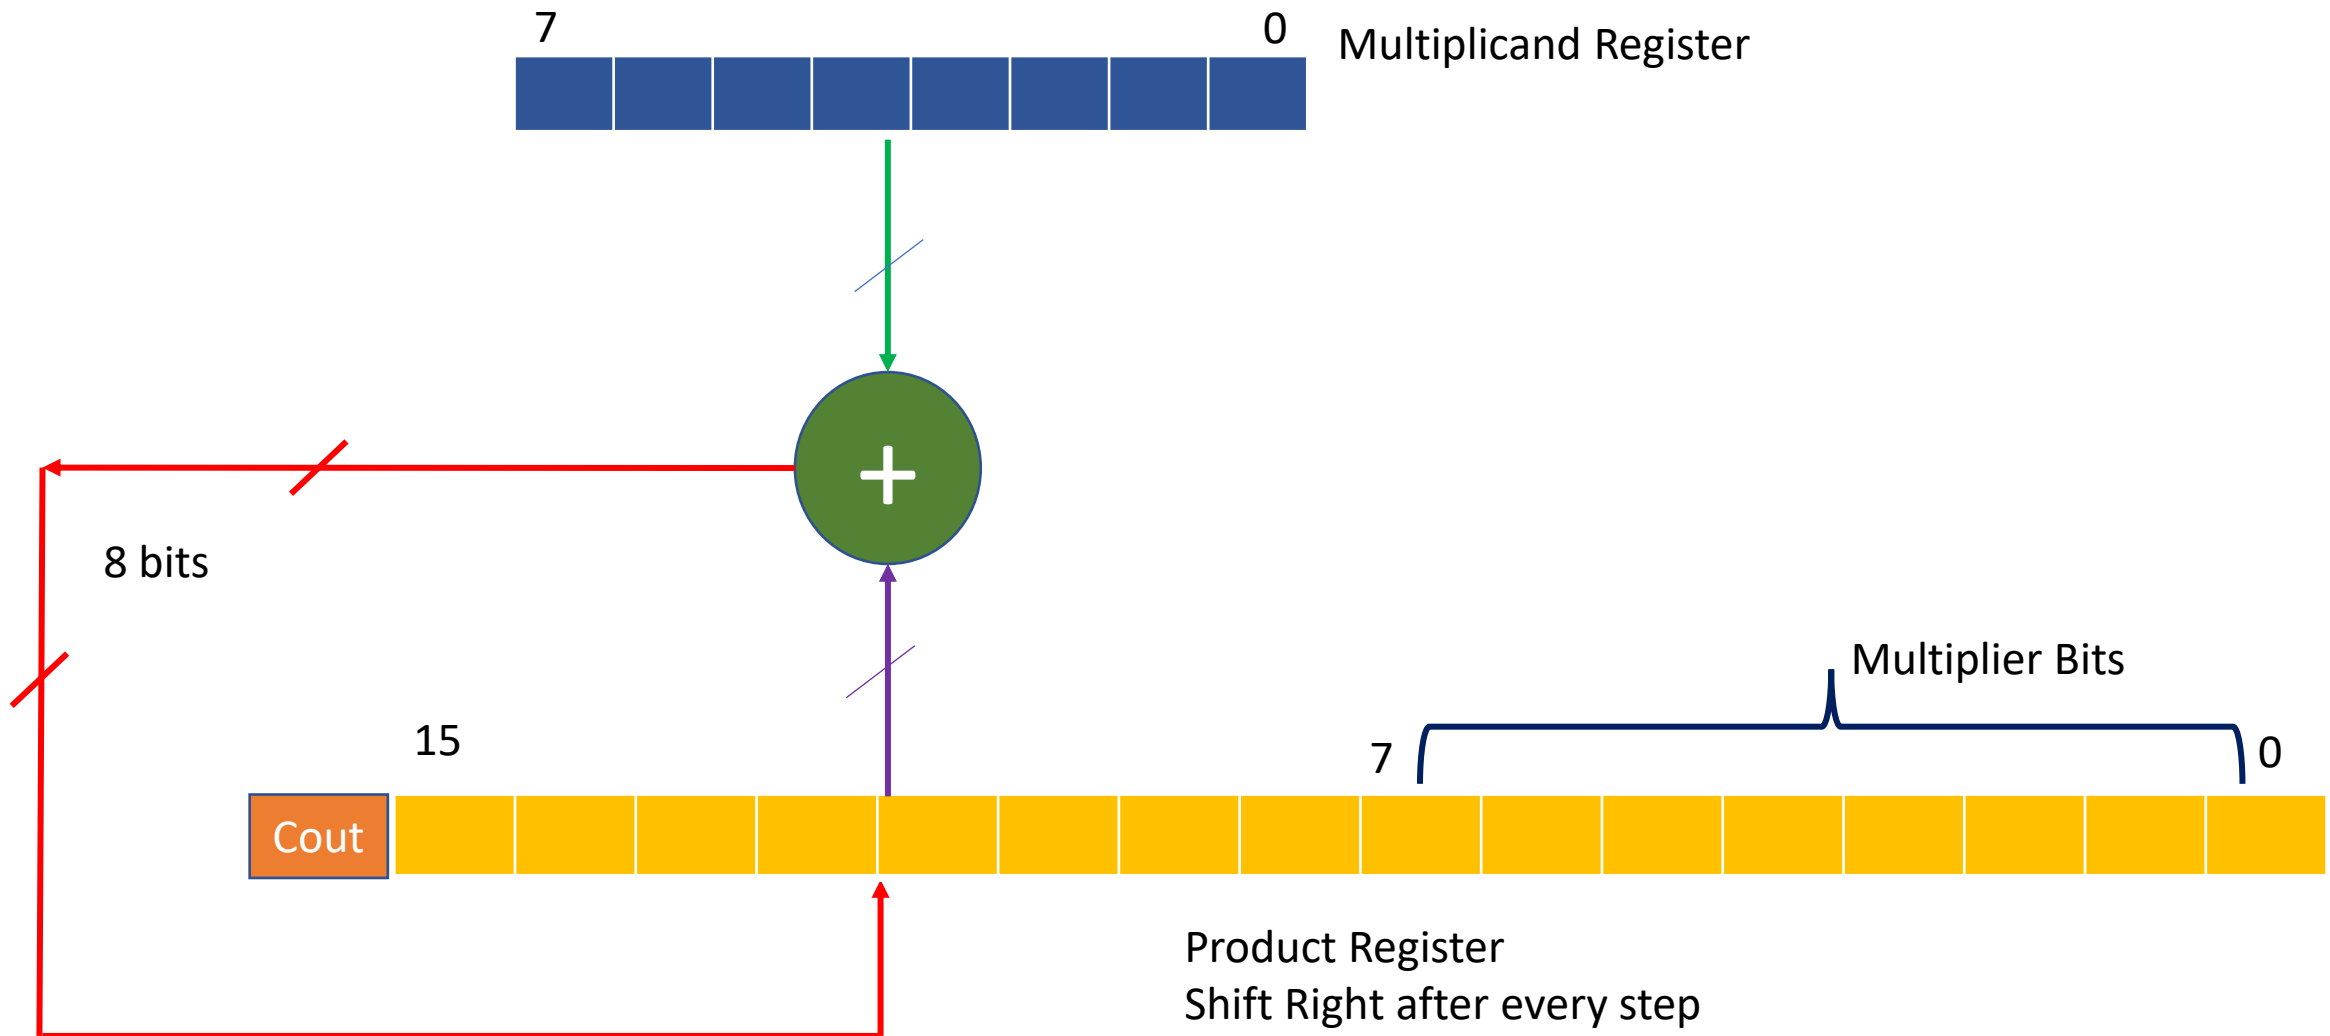 7
0
Multiplicand Register
+
8 bits
Multiplier Bits
15
7
0
Cout
Product Register
Shift Right after every step